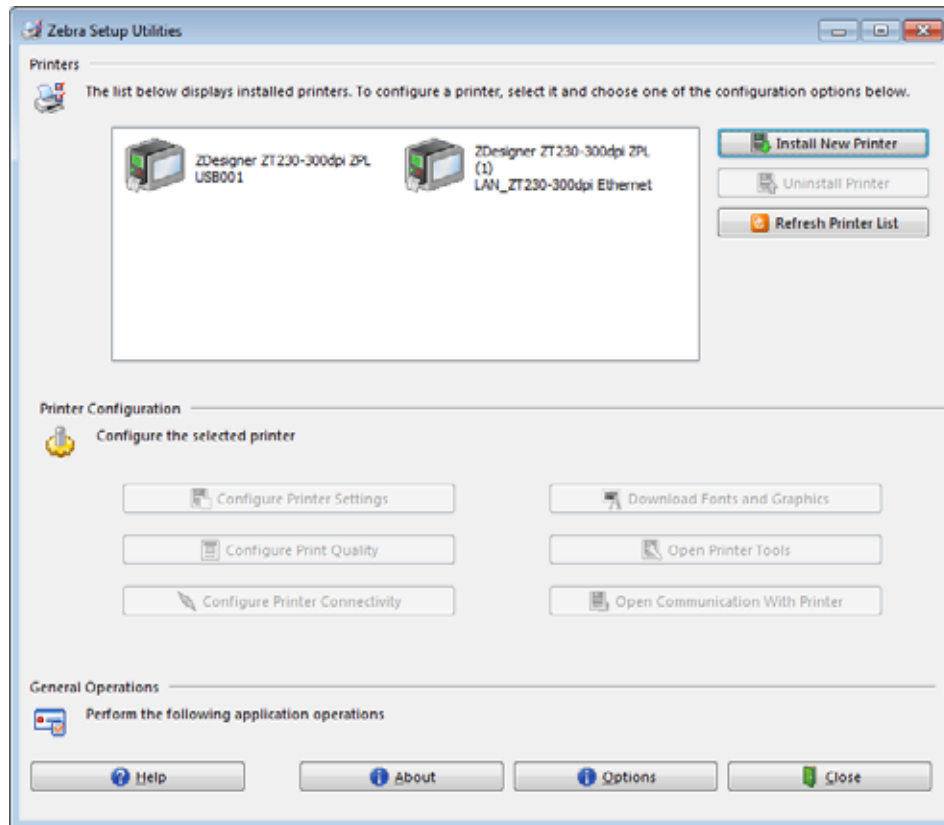 Zebra Setup Utilities
Printers
The list below displays installed printers. To configure a printer, select it and choose one of the configuration options below.
ZDesigner ZT230-300dpi ZPL
USB001
ZDesigner ZT230-300dpi ZPL
(1)
LAN_ZT230-300dpi Ethernet
Install New Printer
Uninstall Printer
Refresh Printer List
Printer Configuration
Configure the selected printer
Configure Printer Settings
Download Fonts and Graphics
Configure Print Quality
Open Printer Tools
Configure Printer Connectivity
Open Communication With Printer
General Operations
Perform the following application operations
Help
About
Options
Close